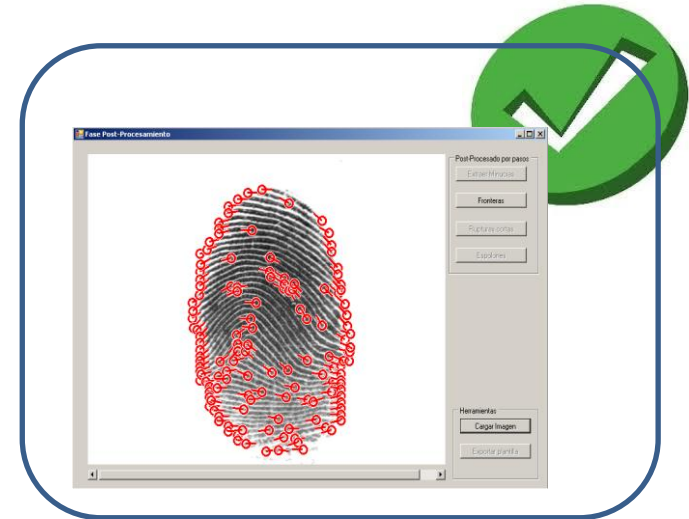 Fase Post-Procesamiento
Post-Procesado por pasos
Extraer Minucias
Fronteras
Rupturas cortas
Espolones
Herramientas
Cargar Imagen
Exportar plantilla